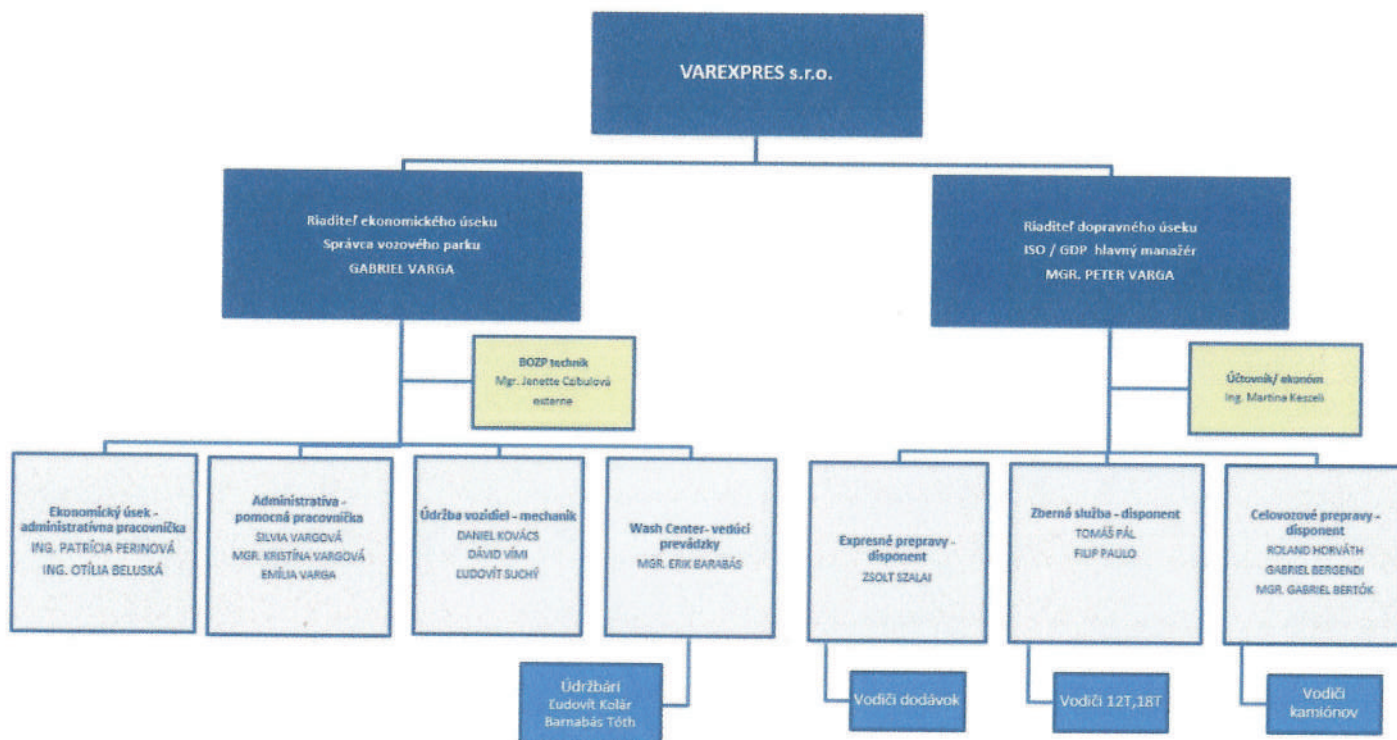 VAREXPRES s.r.o.
Riaditeľ ekonomického úseku
Správca vozového parku
GABRIEL VARGA
Riaditeľ dopravného úseku
ISO / GDP hlavný manažér
MGR. PETER VARGA
BOZP technik
Mgr. Jenette Czibulová
externe
Účtovník/ ekonóm
Ing. Martina Keszeli
Ekonomický úsek -
administratívna pracovníčka
ING. PATRÍCIA PERINOVÁ
ING. OTÍLIA BELUSKÁ
Administratíva -
pomocná pracovníčka
SILVIA VARGOVÁ
MGR. KRISTÍNA VARGOVÁ
EMÍLIA VARGA
Údržba vozidiel - mechanik
DANIEL KOVÁCS
DÁVID VÍMI
ĽUDOVÍT SUCHÝ
Wash Center- vedúci
prevádzky
MGR. ERIK BARABÁS
Expresné prepravy -
disponent
ZSOLT SZALAI
Zberná služba - disponent
TOMÁŠ PÁL
FILIP PAULO
Celovozové prepravy -
disponent
ROLAND HORVÁTH
GABRIEL BERGENDI
MGR. GABRIEL BERTÓK
Údržbári
Ľudovít Kolár
Barnabás Tóth
Vodiči dodávok
Vodiči 12T,18T
Vodiči
kamiónov